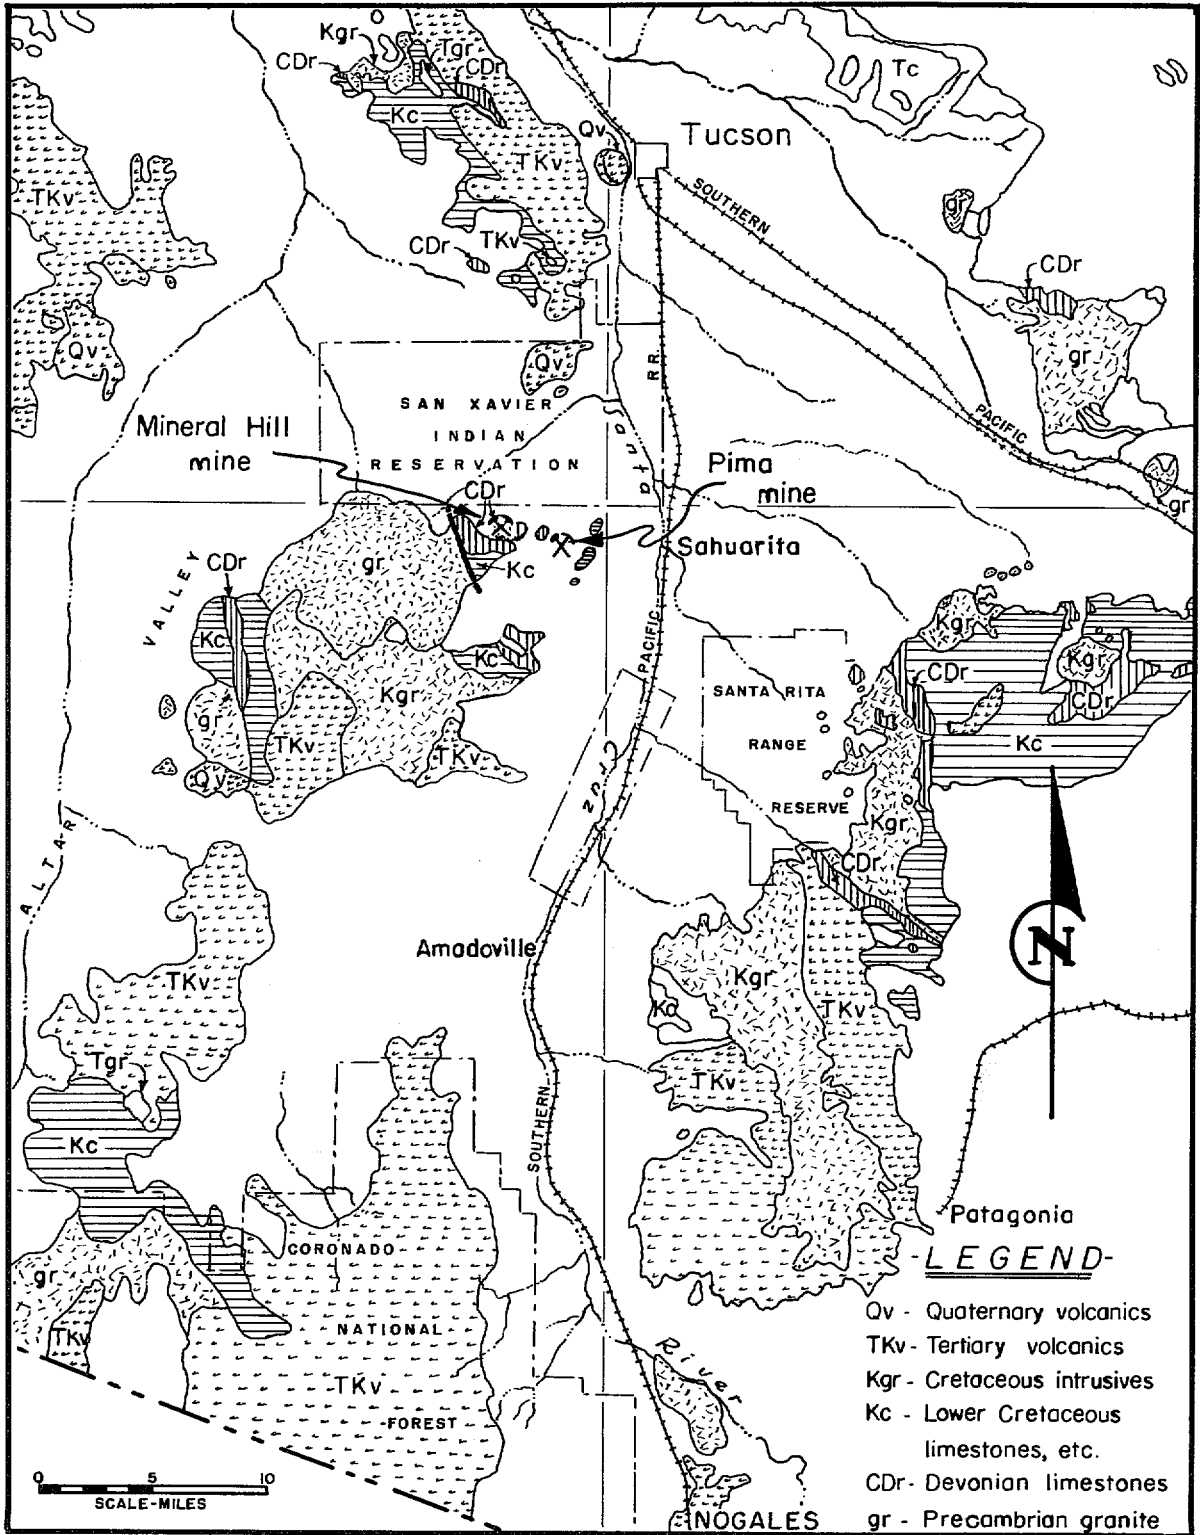 Kgr
CDr
Tgr
CDr
Kc
Tc
Qv
Tucson
TKv
TKv
SOUTHERN
gr
CDr
TKv
CDr
Qv
Qv
gr
RR.
SAN XAVIER
INDIAN
RESERVATION
PACIFIC
Mineral Hill
mine
Pima
mine
CDr
gr
D
Sahuarita
Kc
gr
CDr
VALLEY
Kc
Kgr
Kgr
Kc
CDr
CDr
Kgr
PACIFIC
SANTA RITA
RANGE
RESERVE
gr
TKv
TKv
Kc
Qv
Cruz
Kgr
CDr
ALTAR
Amadoville
N
TKv
Kgr
TKv
Kc
Tgr
TKv
Kc
SOUTHERN
Patagonia
CORONADO
NATIONAL
FOREST
gr
TKv
TKv
River
NOGALES
-LEGEND-
Qv - Quaternary volcanics
TKv- Tertiary volcanics
Kgr - Cretaceous intrusives
Kc - Lower Cretaceous
limestones, etc.
CDr- Devonian limestones
gr - Precambrian granite
0 5 10
SCALE-MILES